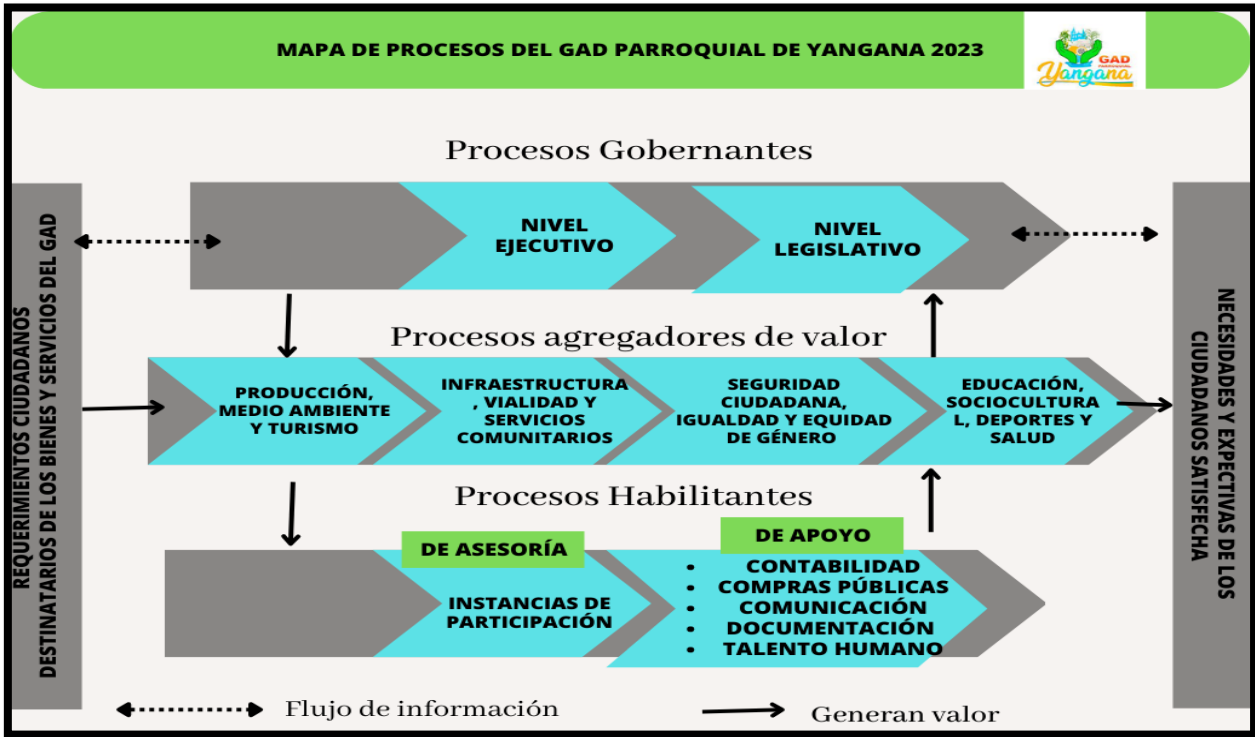 MAPA DE PROCESOS DEL GAD PARROQUIAL DE YANGANA 2023
GAD
PARROQUIAL
Yangana
REQUERIMIENTOS CIUDADANOS
DESTINATARIOS DE LOS BIENES Y SERVICIOS DEL GAD
Procesos Gobernantes
NIVEL
EJECUTIVO
NIVEL
LEGISLATIVO
Procesos agregadores de valor
PRODUCCIÓN,
MEDIO AMBIENTE
Y TURISMO
INFRAESTRUCTURA
, VIALIDAD Y
SERVICIOS
COMUNITARIOS
SEGURIDAD
CIUDADANA,
IGUALDAD Y EQUIDAD
DE GÉNERO
EDUCACIÓN,
SOCIOCULTURA
L, DEPORTES Y
SALUD
Procesos Habilitantes
DE ASESORÍA
INSTANCIAS DE
PARTICIPACIÓN
DE APOYO
• CONTABILIDAD
• COMPRAS PÚBLICAS
• COMUNICACIÓN
• DOCUMENTACIÓN
• TALENTO HUMANO
NECESIDADES Y EXPECTIVAS DE LOS
CIUDADANOS SATISFECHA
Flujo de información
Generan valor